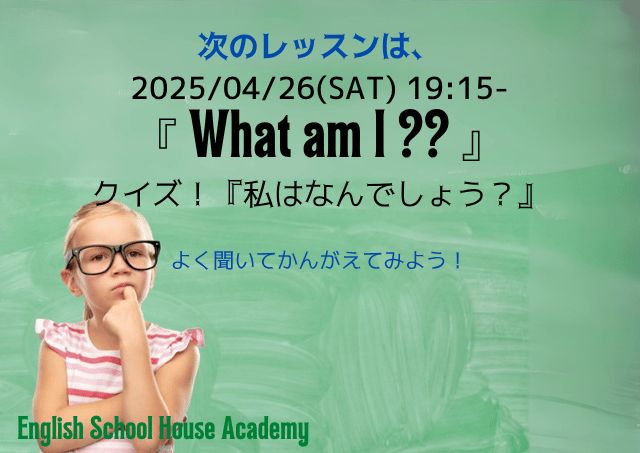 次のレッスンは、
2025/04/26(SAT) 19:15-
『 What am I ?? 』
クイズ！『私はなんでしょう？』
よく聞いてかんがえてみよう！
English School House Academy